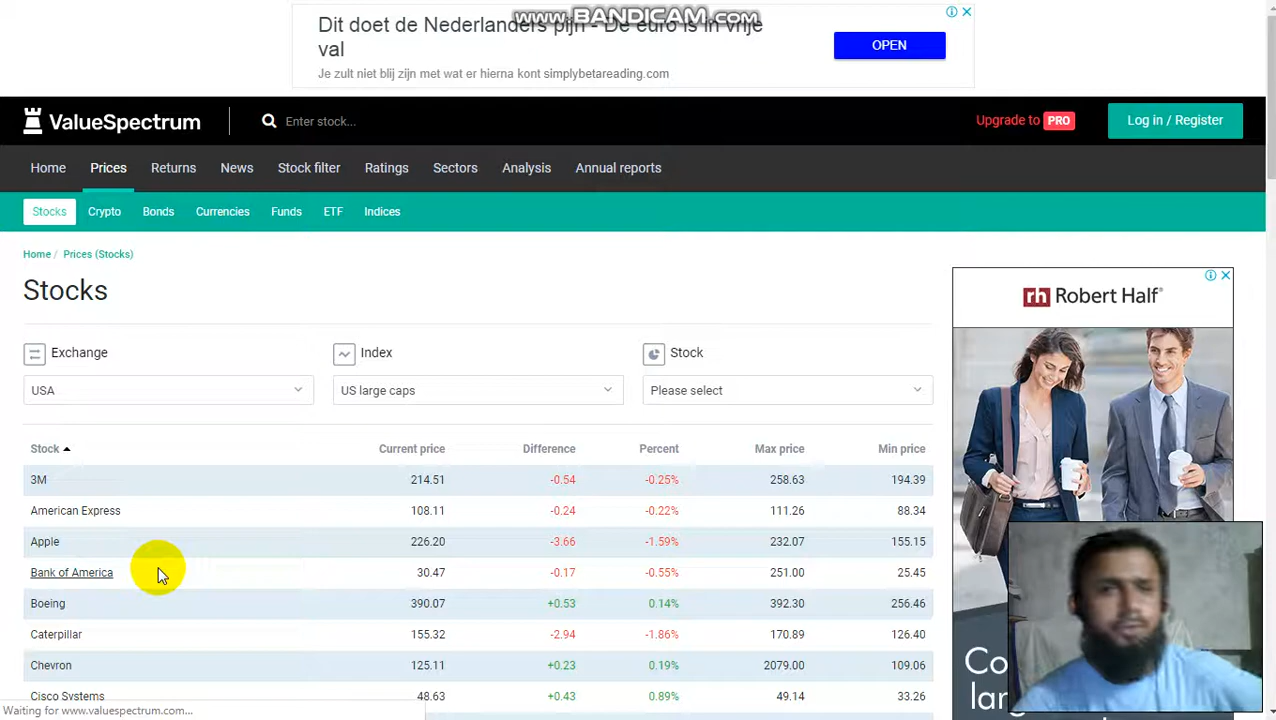 www.BANDICAM.com
Dit doet de Nederlanders pijn - De euro is in vrije
val
OPEN
Je zult niet blij zijn met wat er hierna kont simplybetareading.com
ValueSpectrum
Enter stock...
Upgrade to PRO
Log in / Register
Home Prices Returns News Stock filter Ratings Sectors Analysis Annual reports
Stocks Crypto Bonds Currencies Funds ETF Indices
Home / Prices (Stocks)
Stocks
rh Robert Half®
Exchange Index Stock
USA US large caps Please select
Stock Current price Difference Percent Max price Min price
3M 214.51 -0.54 -0.25% 258.63 194.39
American Express 108.11 -0.24 -0.22% 111.26 88.34
Apple 226.20 -3.66 -1.59% 232.07 155.15
Bank of America 30.47 -0.17 -0.55% 251.00 25.45
Boeing 390.07 +0.53 0.14% 392.30 256.46
Caterpillar 155.32 -2.94 -1.86% 170.89 126.40
Chevron 125.11 +0.23 0.19% 2079.00 109.06
Cisco Systems 48.63 +0.43 0.89% 49.14 33.26
Waiting for www.valuespectrum.com...